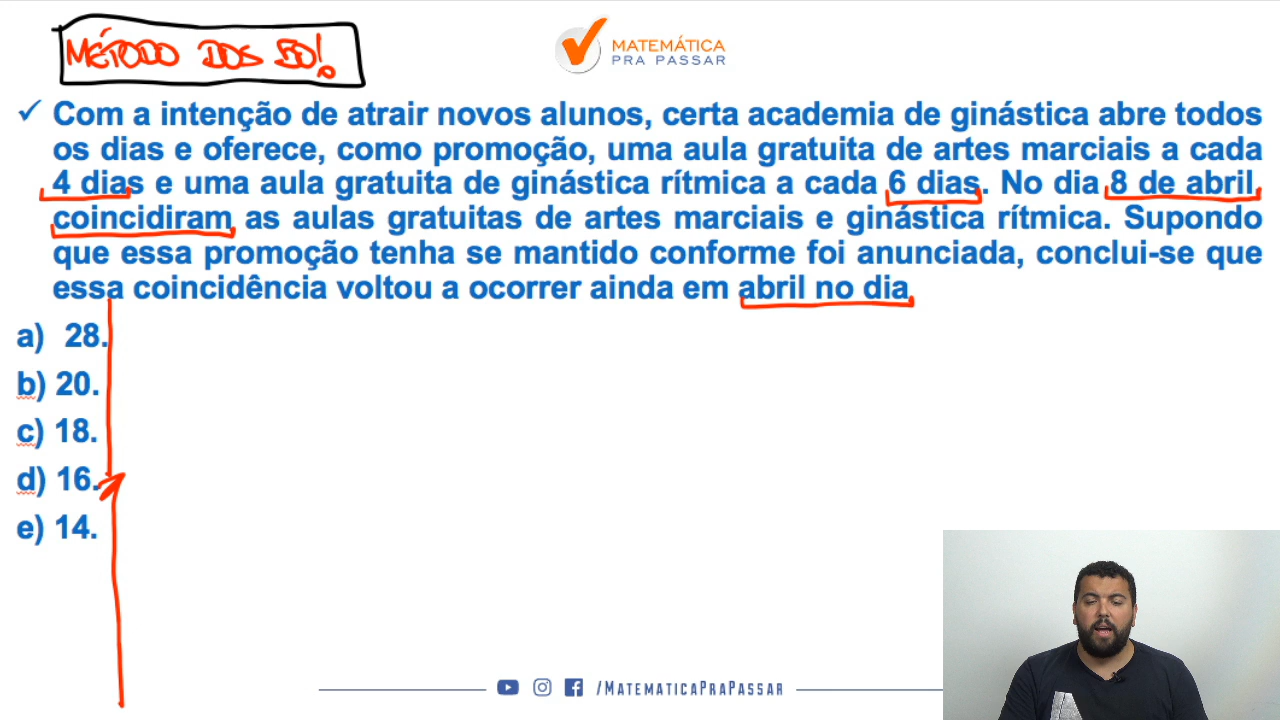 MÉTODO DOS 50!
MATEMÁTICA
PRA PASSAR
✓ Com a intenção de atrair novos alunos, certa academia de ginástica abre todos
os dias e oferece, como promoção, uma aula gratuita de artes marciais a cada
4 dias e uma aula gratuita de ginástica rítmica a cada 6 dias. No dia 8 de abril,
coincidiram as aulas gratuitas de artes marciais e ginástica rítmica. Supondo
que essa promoção tenha se mantido conforme foi anunciada, conclui-se que
essa coincidência voltou a ocorrer ainda em abril no dia
a) 28.
b) 20.
c) 18.
d) 16.
e) 14.
/MATEMATICAPRAPASSAR